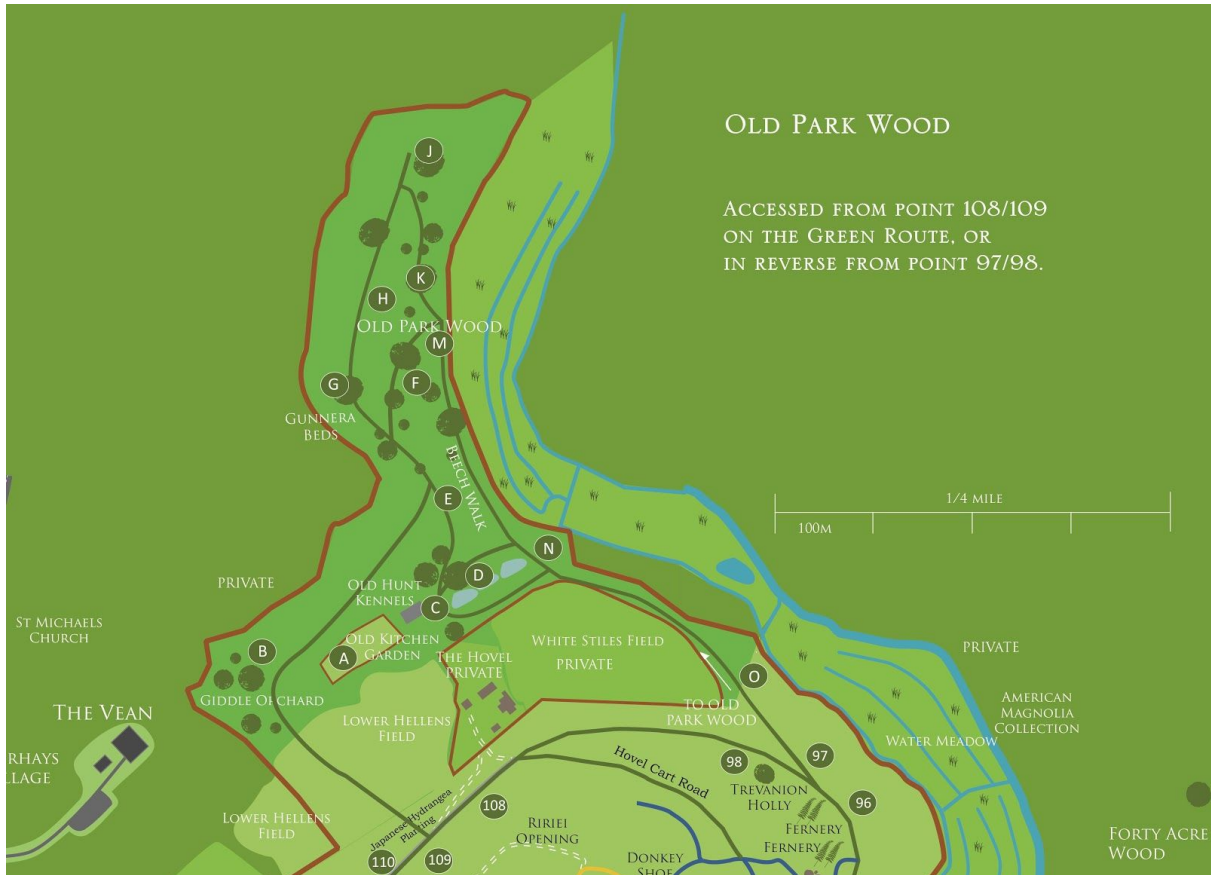 OLD PARK WOOD
ACCESSED FROM POINT 108/109
ON THE GREEN ROUTE, OR
IN REVERSE FROM POINT 97/98.
J
K
H
OLD PARK WOOD
M
G
F
GUNNERA
BEDS
BEECH WALK
E
1/4 MILE
100M
N
D
PRIVATE
OLD HUNT
KENNELS
C
ST MICHAELS
CHURCH
B
A
OLD KITCHEN
GARDEN
THE HOVEL
PRIVATE
WHITE STILES FIELD
PRIVATE
PRIVATE
O
GIDDLE ORCHARD
TO OLD
PARK WOOD
AMERICAN
MAGNOLIA
COLLECTION
THE VEAN
LOWER HELLENS
FIELD
WATER MEADOW
RHAYS
LLAGE
Hovel Cart Road
98
97
TREVANION
HOLLY
96
108
Japanese Hydrangea
Planting
LOWER HELLENS
FIELD
RIRIEI
OPENING
FERNERY
FERNERY
110
109
DONKEY
SHOE
FORTY ACRE
WOOD